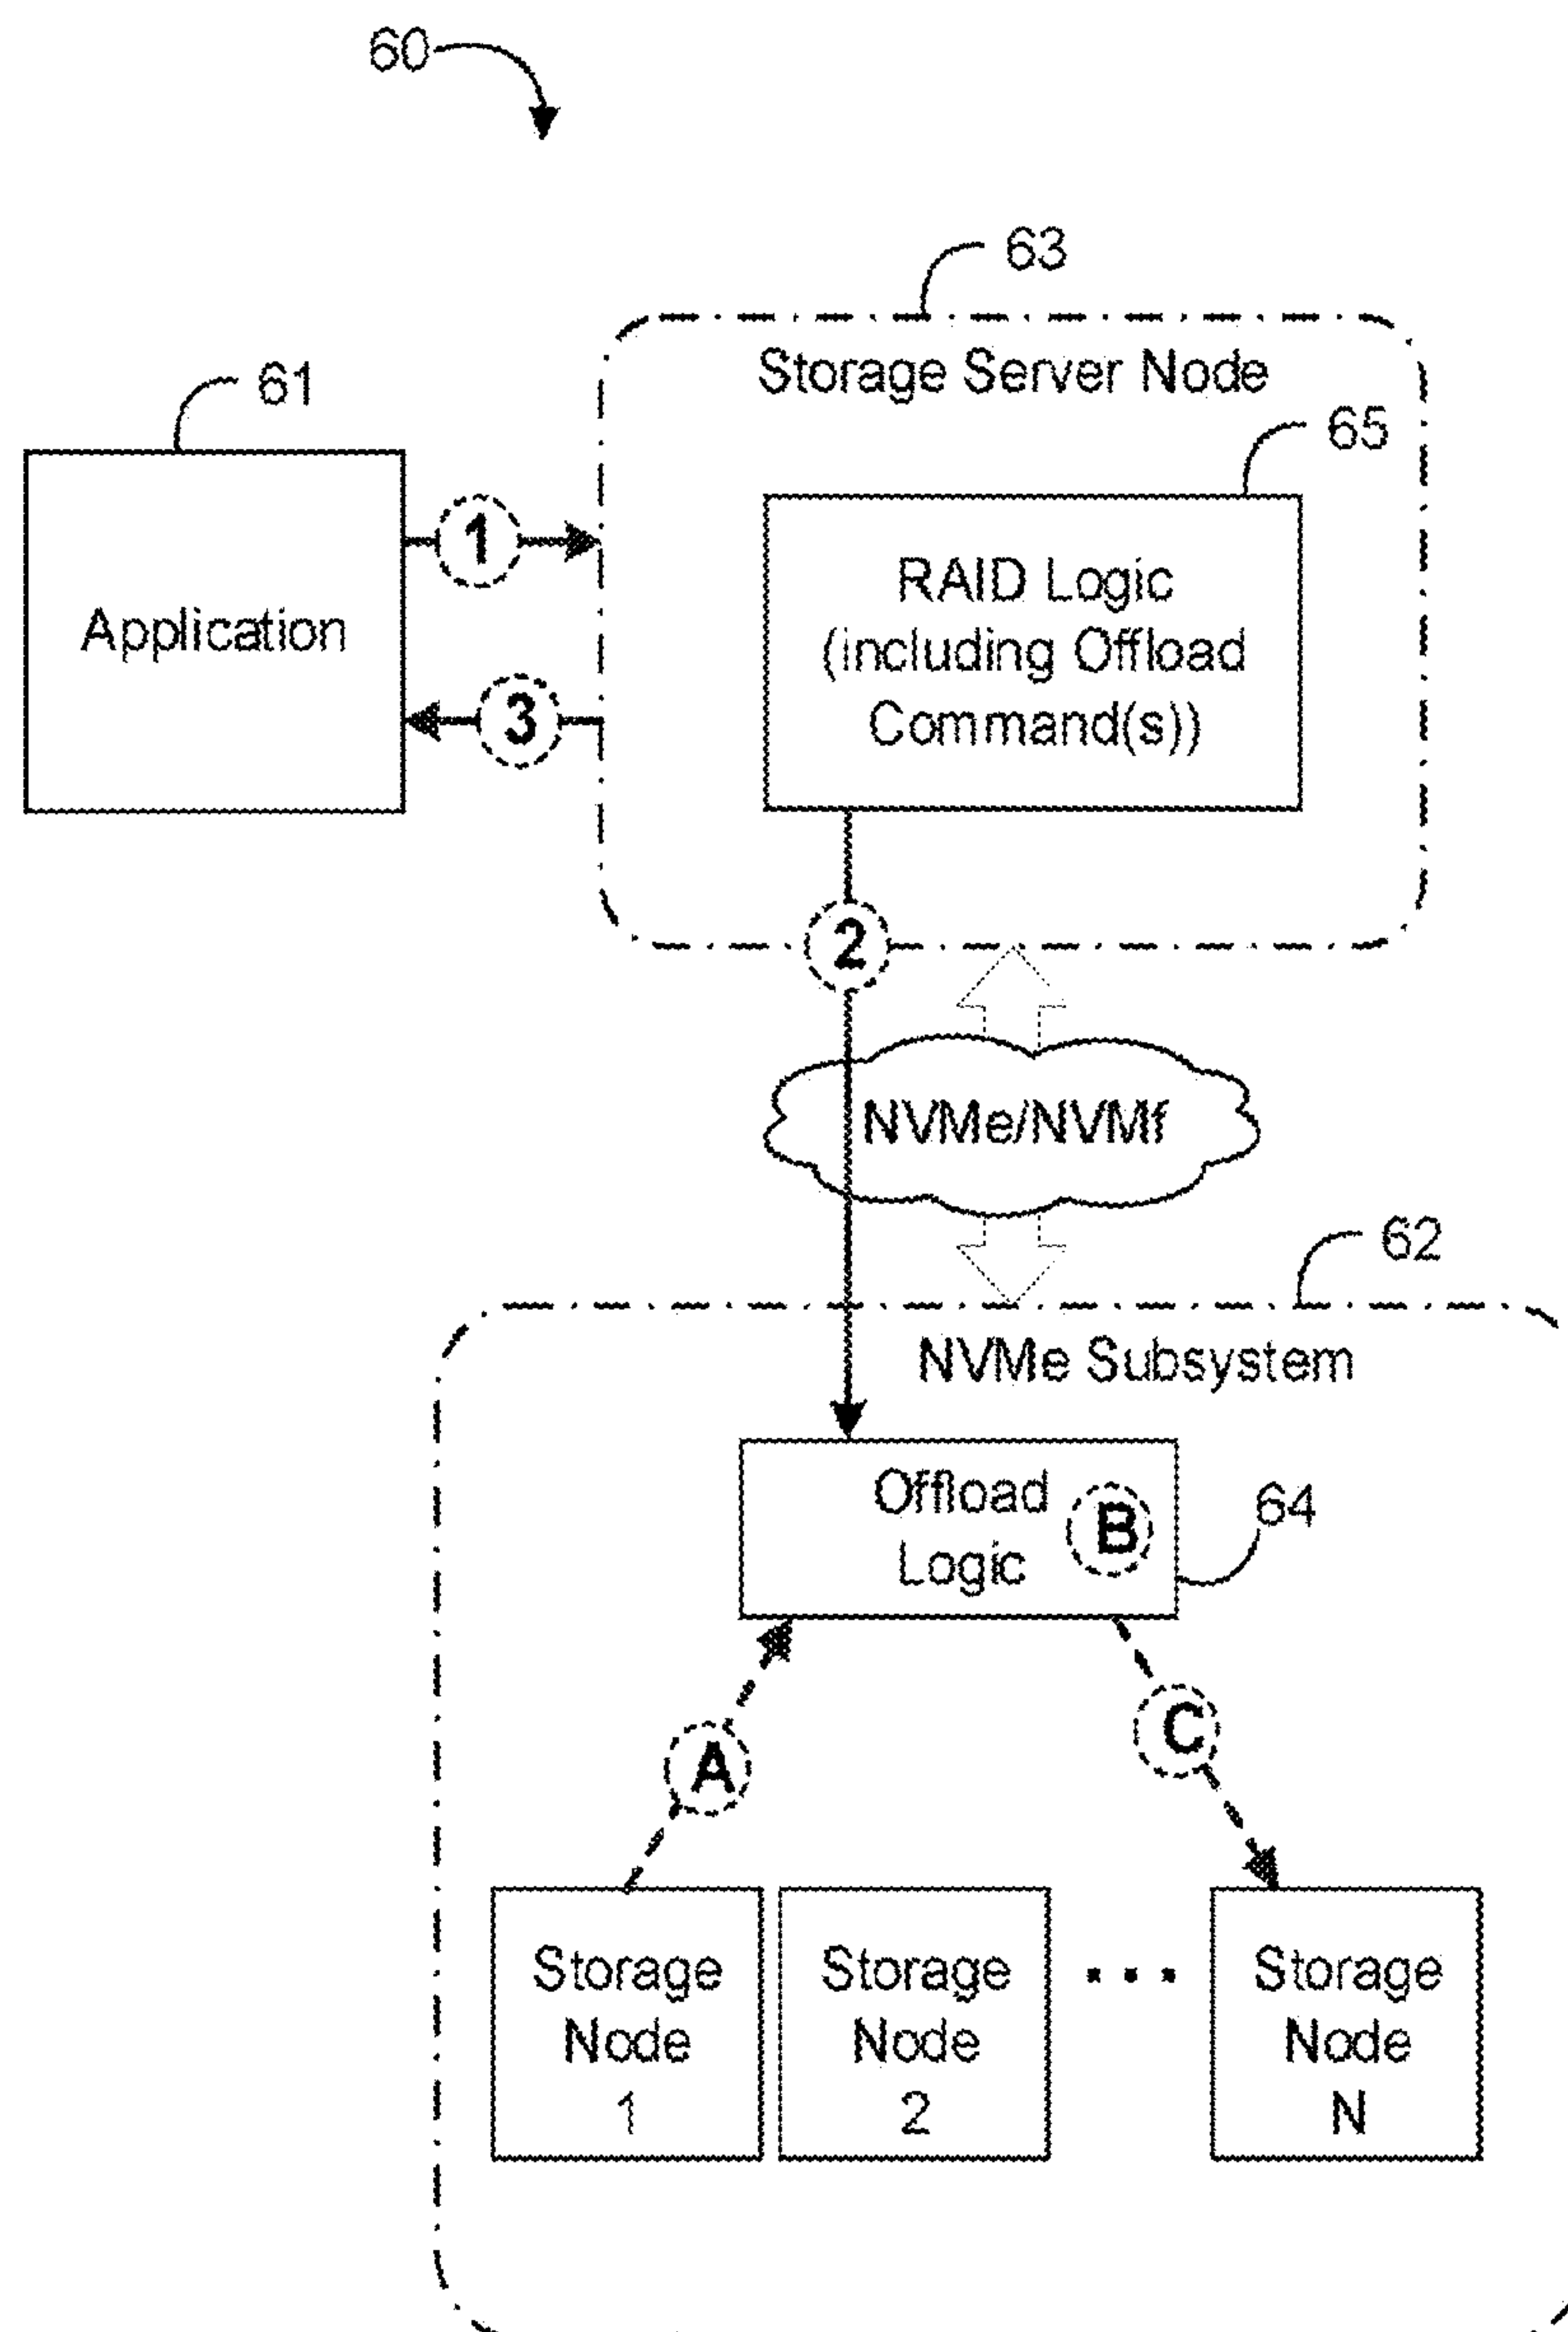 60
63
Storage Server Node
61
65
1
RAID Logic
(including Offload
Command(s))
Application
3
2
NVMe/NVMf
62
NVMe Subsystem
Offload
Logic
B
64
A
C
Storage
Node
1
Storage
Node
2
...
Storage
Node
N